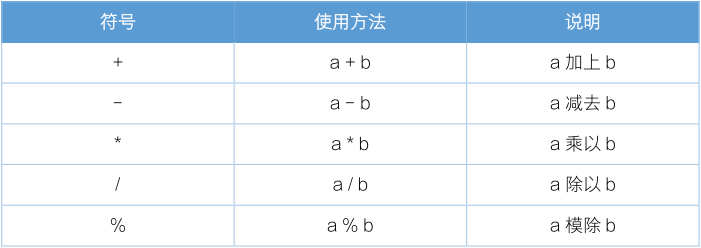 符号 使用方法 说明
+ a + b a 加上 b
− a − b a 减去 b
* a * b a 乘以 b
/ a / b a 除以 b
% a % b a 模除 b